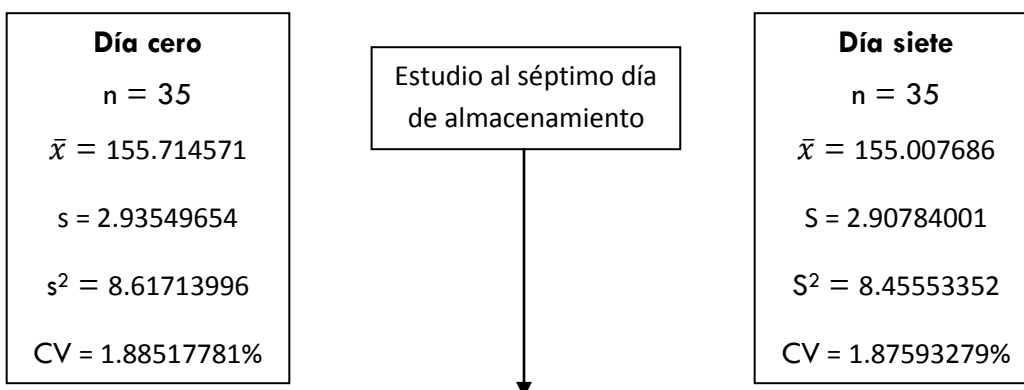 Día cero
n = 35
x̄ = 155.714571
s = 2.93549654
s² = 8.61713996
CV = 1.88517781%
Estudio al séptimo día
de almacenamiento
Día siete
n = 35
x̄ = 155.007686
S = 2.90784001
S² = 8.45553352
CV = 1.87593279%